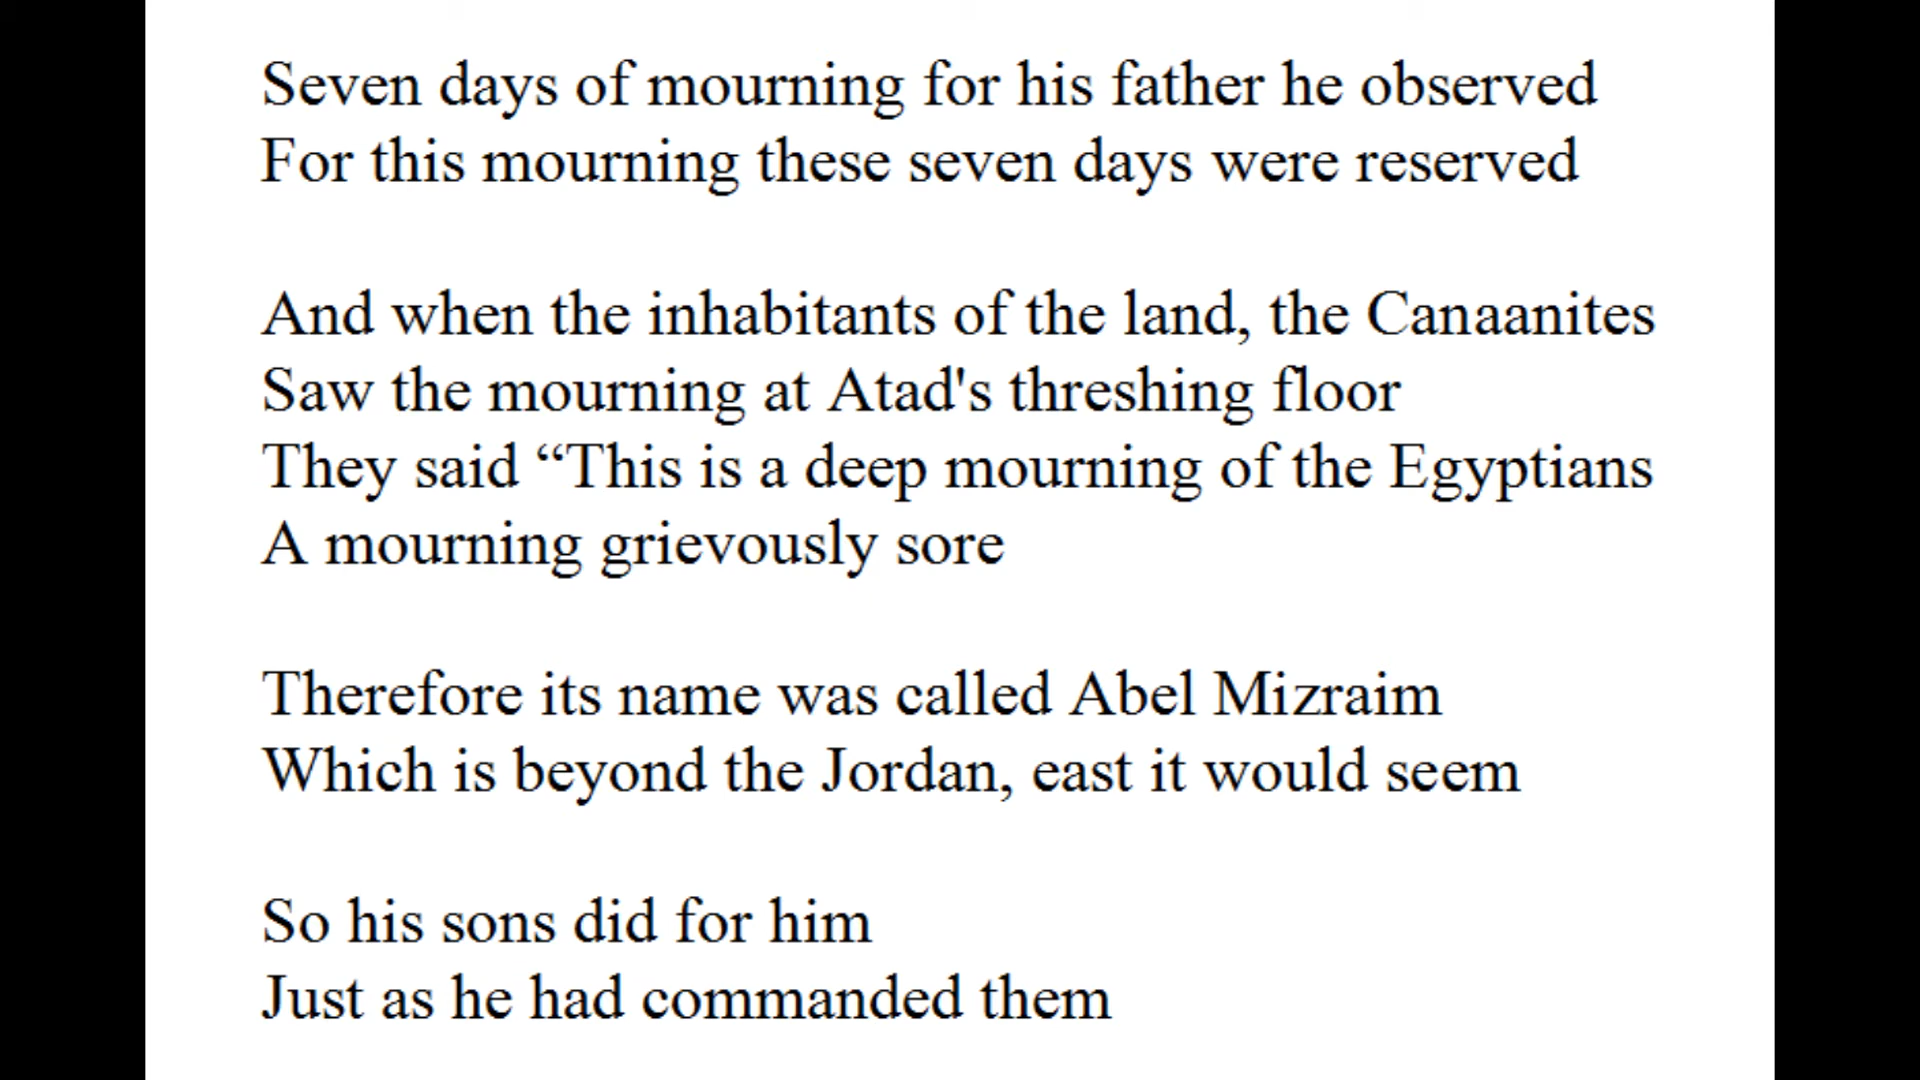 Seven days of mourning for his father he observed
For this mourning these seven days were reserved
And when the inhabitants of the land, the Canaanites
Saw the mourning at Atad's threshing floor
They said “This is a deep mourning of the Egyptians
A mourning grievously sore
Therefore its name was called Abel Mizraim
Which is beyond the Jordan, east it would seem
So his sons did for him
Just as he had commanded them